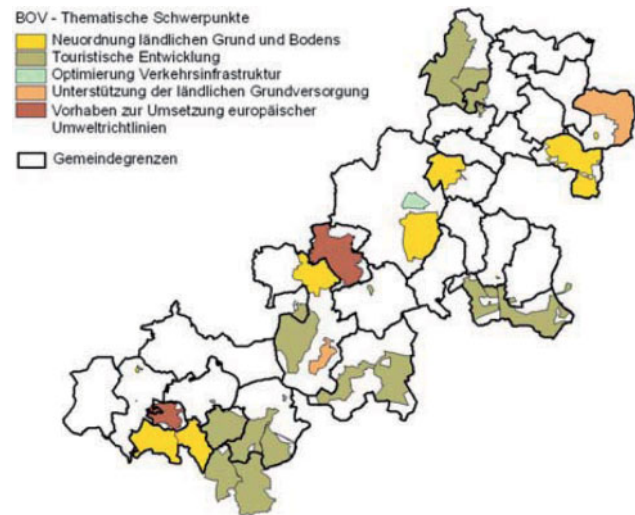 BOV - Thematische Schwerpunkte
Neuordnung ländlichen Grund und Bodens
Touristische Entwicklung
Optimierung Verkehrsinfrastruktur
Unterstützung der ländlichen Grundversorgung
Vorhaben zur Umsetzung europäischer
Umweltrichtlinien
Gemeindegrenzen